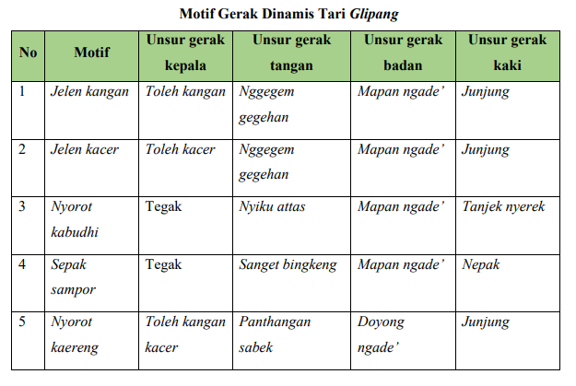 Motif Gerak Dinamis Tari Glipang
No Motif Unsur gerak kepala Unsur gerak tangan Unsur gerak badan Unsur gerak kaki
1 Jelen kangan Toleh kangan Nggegem gegehan Mapan ngade’ Junjung
2 Jelen kacer Toleh kacer Nggegem gegehan Mapan ngade’ Junjung
3 Nyorot kabudhi Tegak Nyiku attas Mapan ngade’ Tanjek nyerek
4 Sepak sampor Tegak Sanget bingkeng Mapan ngade’ Nepak
5 Nyorot kaereng Toleh kangan kacer Panthangan sabek Doyong ngade’ Junjung